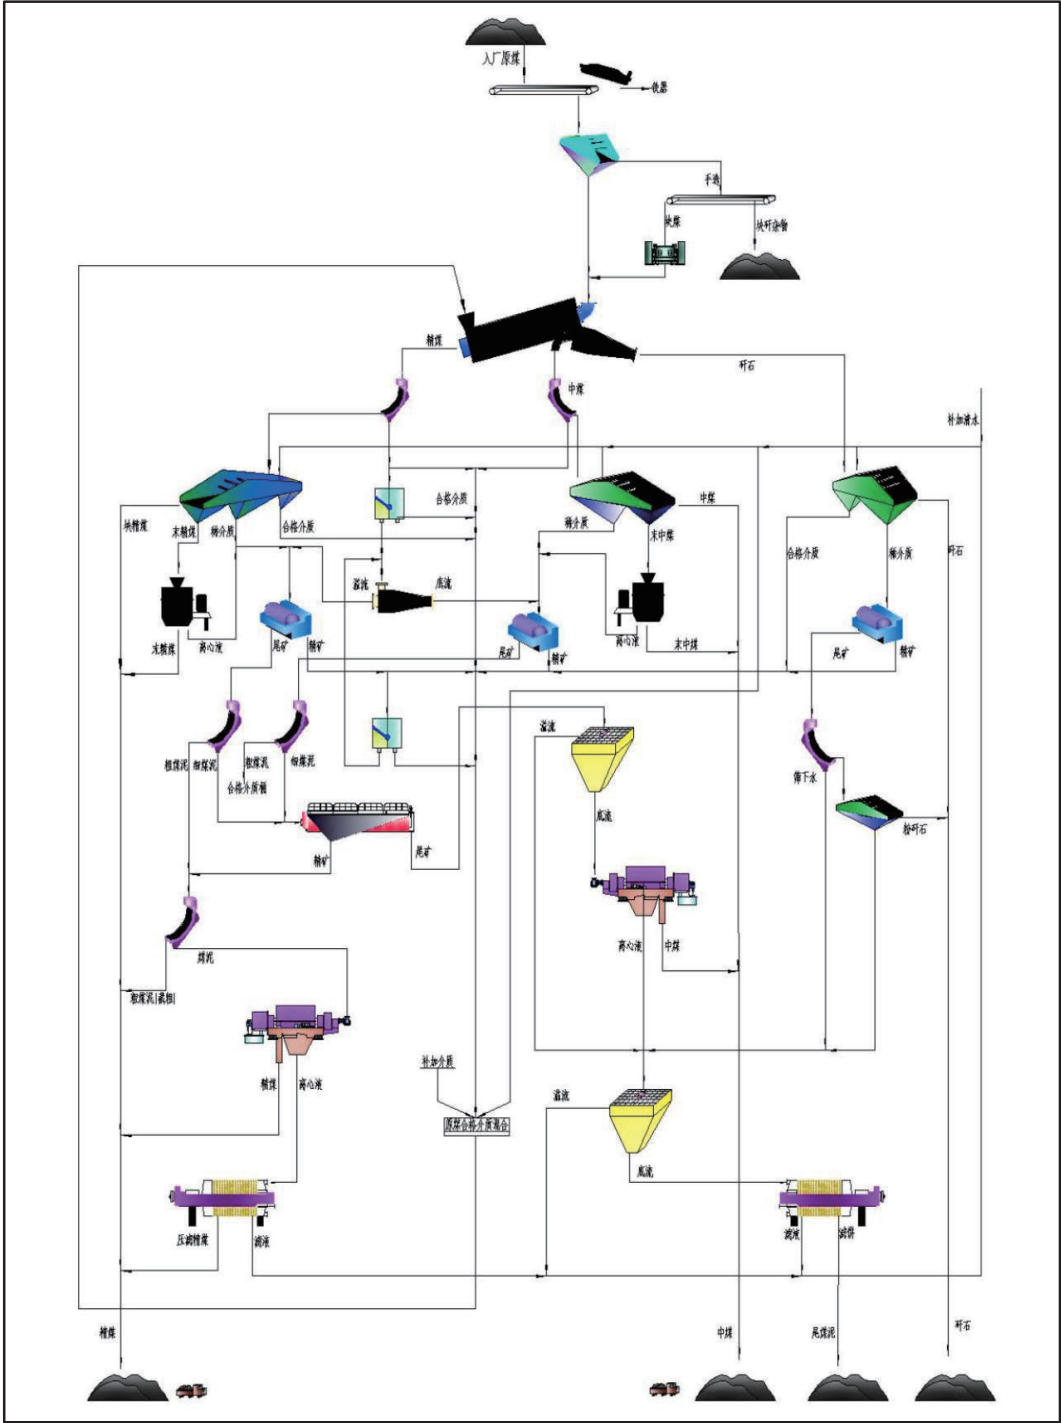 入厂原煤
铁器
手选
块煤
块矸杂物
精煤
中煤
矸石
补加清水
块精煤
末精煤
稀介质
合格介质
合格介质
稀介质
中煤
末中煤
合格介质
稀介质
矸石
溢流
底流
末精煤
离心液
尾矿
精矿
尾矿
精矿
离心液
末中煤
尾矿
精矿
粗煤泥
细煤泥
粗煤泥
细煤泥
合格介质桶
溢流
筛下水
底流
粉矸石
精矿
尾矿
煤泥
粗煤泥(截粗)
离心液
中煤
精煤
离心液
补加介质
原煤合格介质混合
溢流
底流
压滤精煤
滤液
滤液
滤饼
精煤
中煤
尾煤泥
矸石